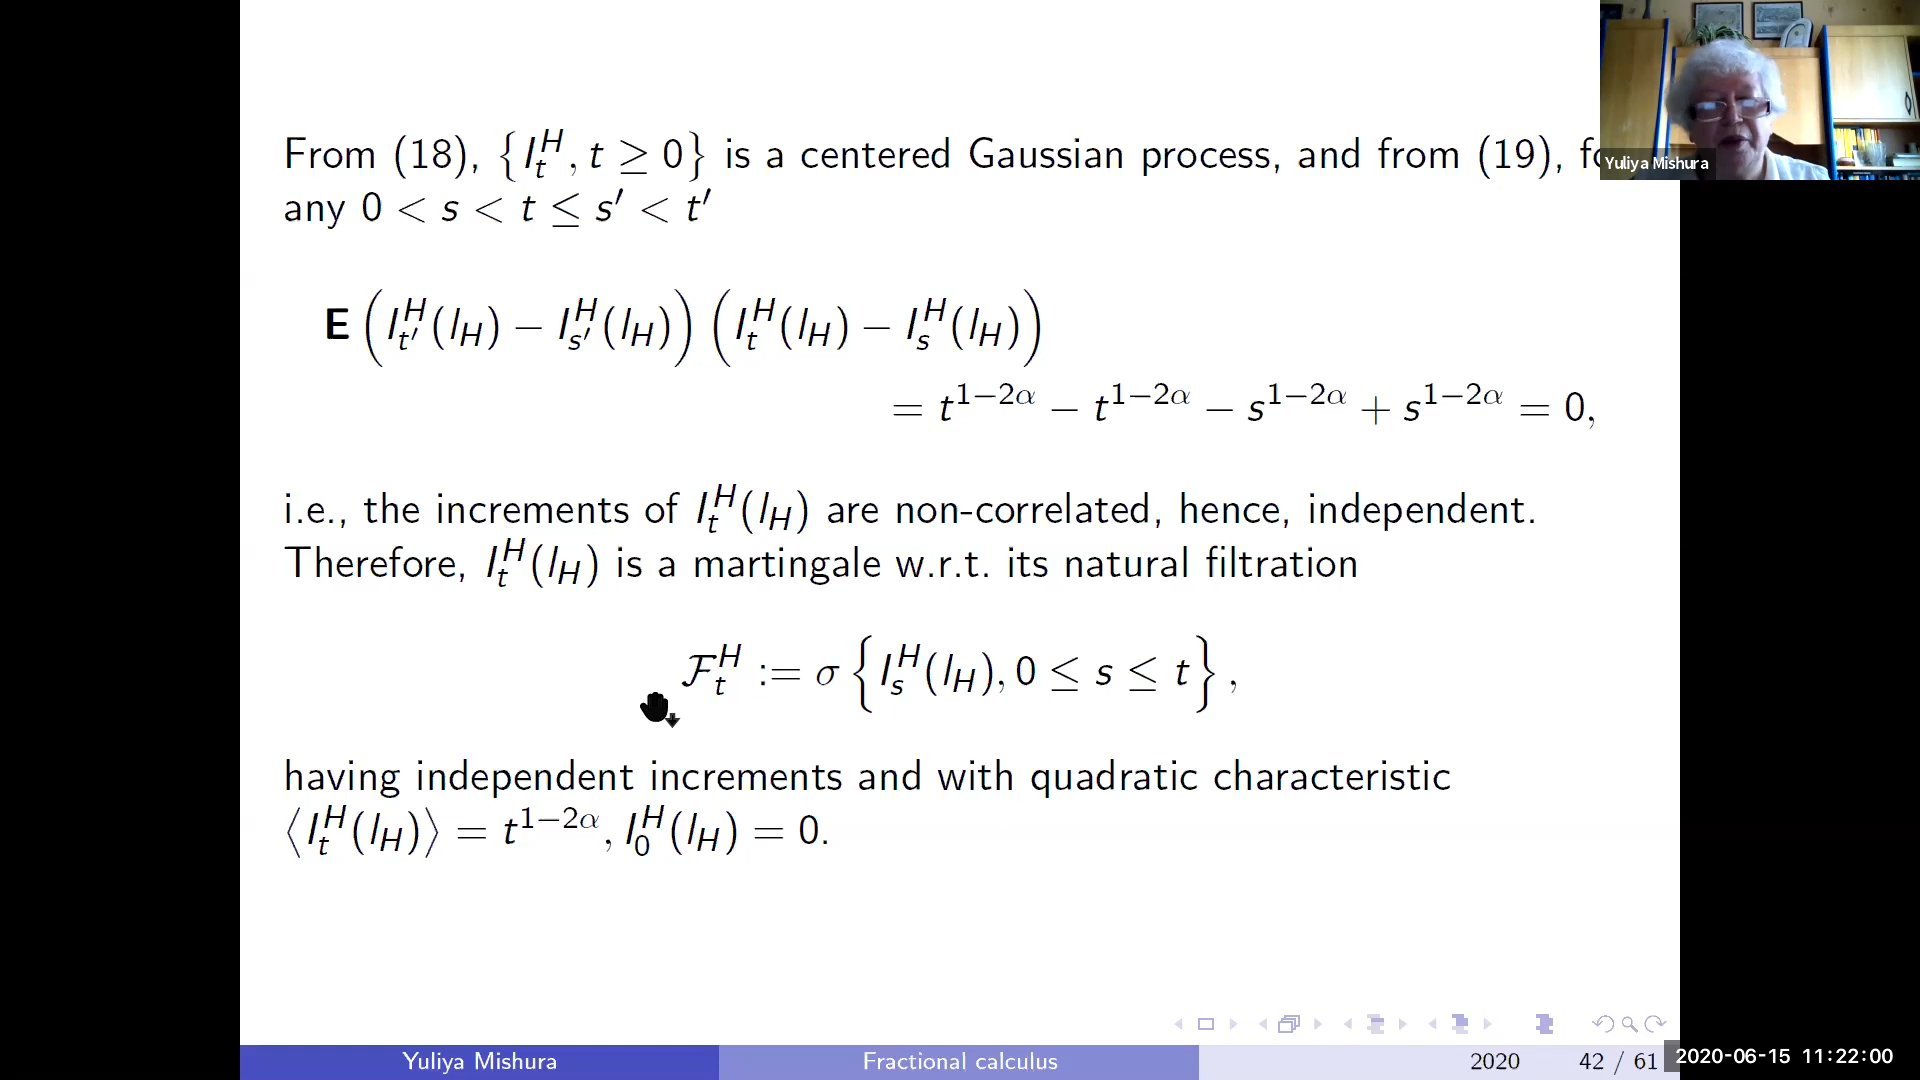 From (18), {I_t^H, t ≥ 0} is a centered Gaussian process, and from (19),
Yuliya Mishura
any 0 < s < t ≤ s′ < t′
E (I_{t′}^H(l_H) − I_{s′}^H(l_H)) (I_t^H(l_H) − I_s^H(l_H))
= t^{1−2α} − t^{1−2α} − s^{1−2α} + s^{1−2α} = 0,
i.e., the increments of I_t^H(l_H) are non-correlated, hence, independent.
Therefore, I_t^H(l_H) is a martingale w.r.t. its natural filtration
ℱ_t^H := σ {I_s^H(l_H), 0 ≤ s ≤ t},
having independent increments and with quadratic characteristic
⟨I_t^H(l_H)⟩ = t^{1−2α}, I_0^H(l_H) = 0.
Yuliya Mishura Fractional calculus 2020 42 / 61 2020-06-15 11:22:00